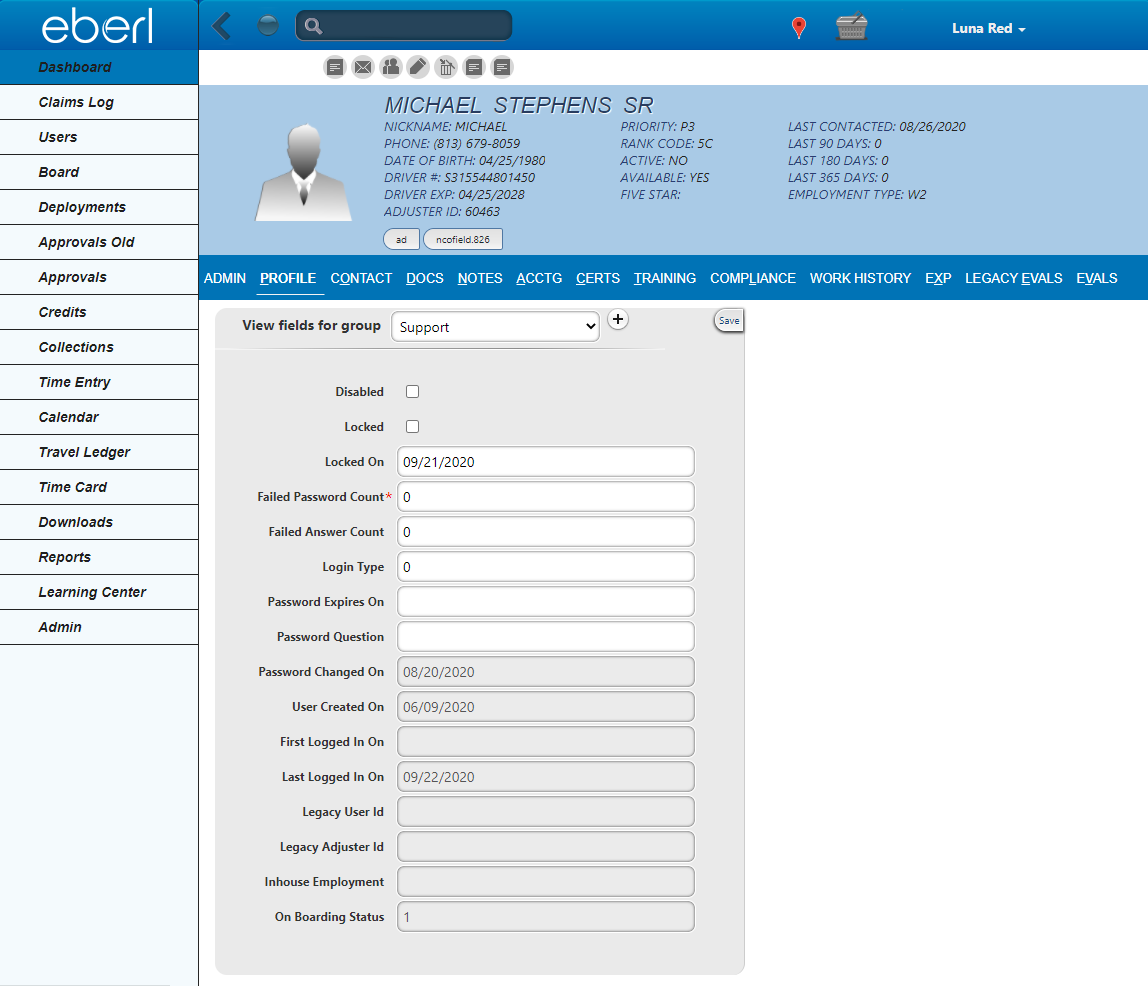 eberl
Luna Red
Dashboard
Claims Log
Users
Board
Deployments
Approvals Old
Approvals
Credits
Collections
Time Entry
Calendar
Travel Ledger
Time Card
Downloads
Reports
Learning Center
Admin
MICHAEL STEPHENS SR
NICKNAME: MICHAEL
PHONE: (813) 679-8059
DATE OF BIRTH: 04/25/1980
DRIVER #: S315544801450
DRIVER EXP: 04/25/2028
ADJUSTER ID: 60463
PRIORITY: P3
RANK CODE: 5C
ACTIVE: NO
AVAILABLE: YES
FIVE STAR:
LAST CONTACTED: 08/26/2020
LAST 90 DAYS: 0
LAST 180 DAYS: 0
LAST 365 DAYS: 0
EMPLOYMENT TYPE: W2
ad ncofield.826
ADMIN PROFILE CONTACT DOCS NOTES ACCTG CERTS TRAINING COMPLIANCE WORK HISTORY EXP LEGACY EVALS EVALS
View fields for group Support + Save
Disabled
Locked
Locked On 09/21/2020
Failed Password Count* 0
Failed Answer Count 0
Login Type 0
Password Expires On
Password Question
Password Changed On 08/20/2020
User Created On 06/09/2020
First Logged In On
Last Logged In On 09/22/2020
Legacy User Id
Legacy Adjuster Id
Inhouse Employment
On Boarding Status 1